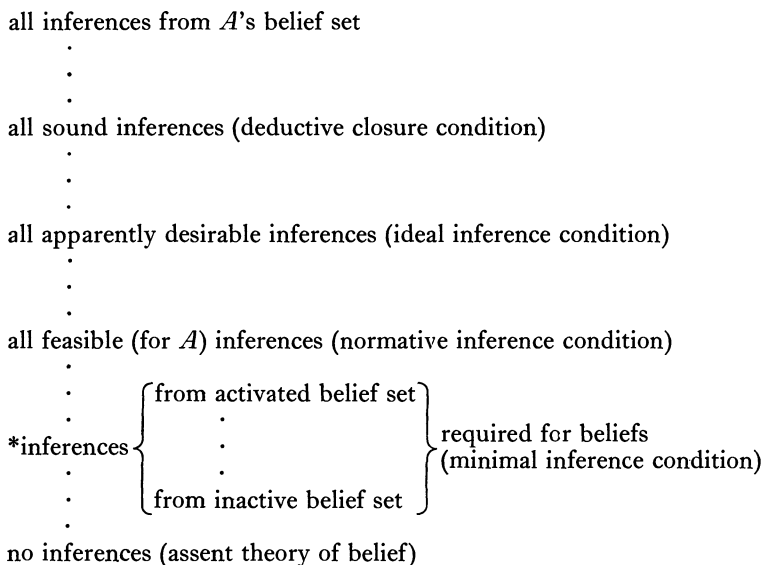 all inferences from A's belief set
all sound inferences (deductive closure condition)
all apparently desirable inferences (ideal inference condition)
all feasible (for A) inferences (normative inference condition)
from activated belief set
*inferences
required for beliefs
(minimal inference condition)
from inactive belief set
no inferences (assent theory of belief)